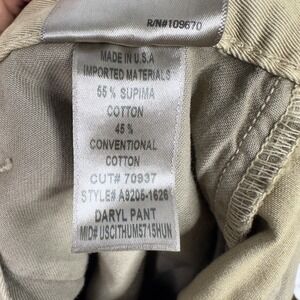 R/N#109670
MADE IN U.S.A
IMPORTED MATERIALS
55 % SUPIMA
COTTON
45 %
CONVENTIONAL
COTTON
CUT# 70937
STYLE# A9205-1626
DARYL PANT
MID# USCITHUM5715HUN